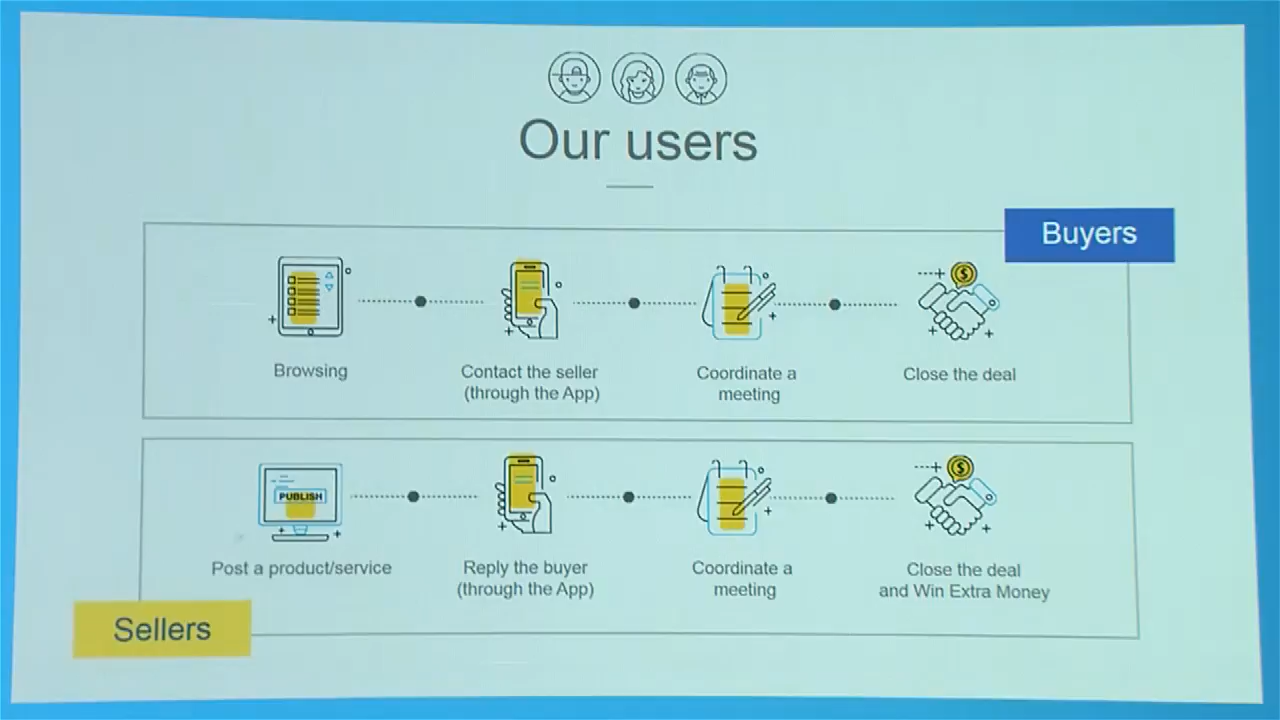 Our users
Buyers
$
Browsing
Contact the seller
(through the App)
Coordinate a
meeting
Close the deal
PUBLISH
$
Post a product/service
Reply the buyer
(through the App)
Coordinate a
meeting
Close the deal
and Win Extra Money
Sellers